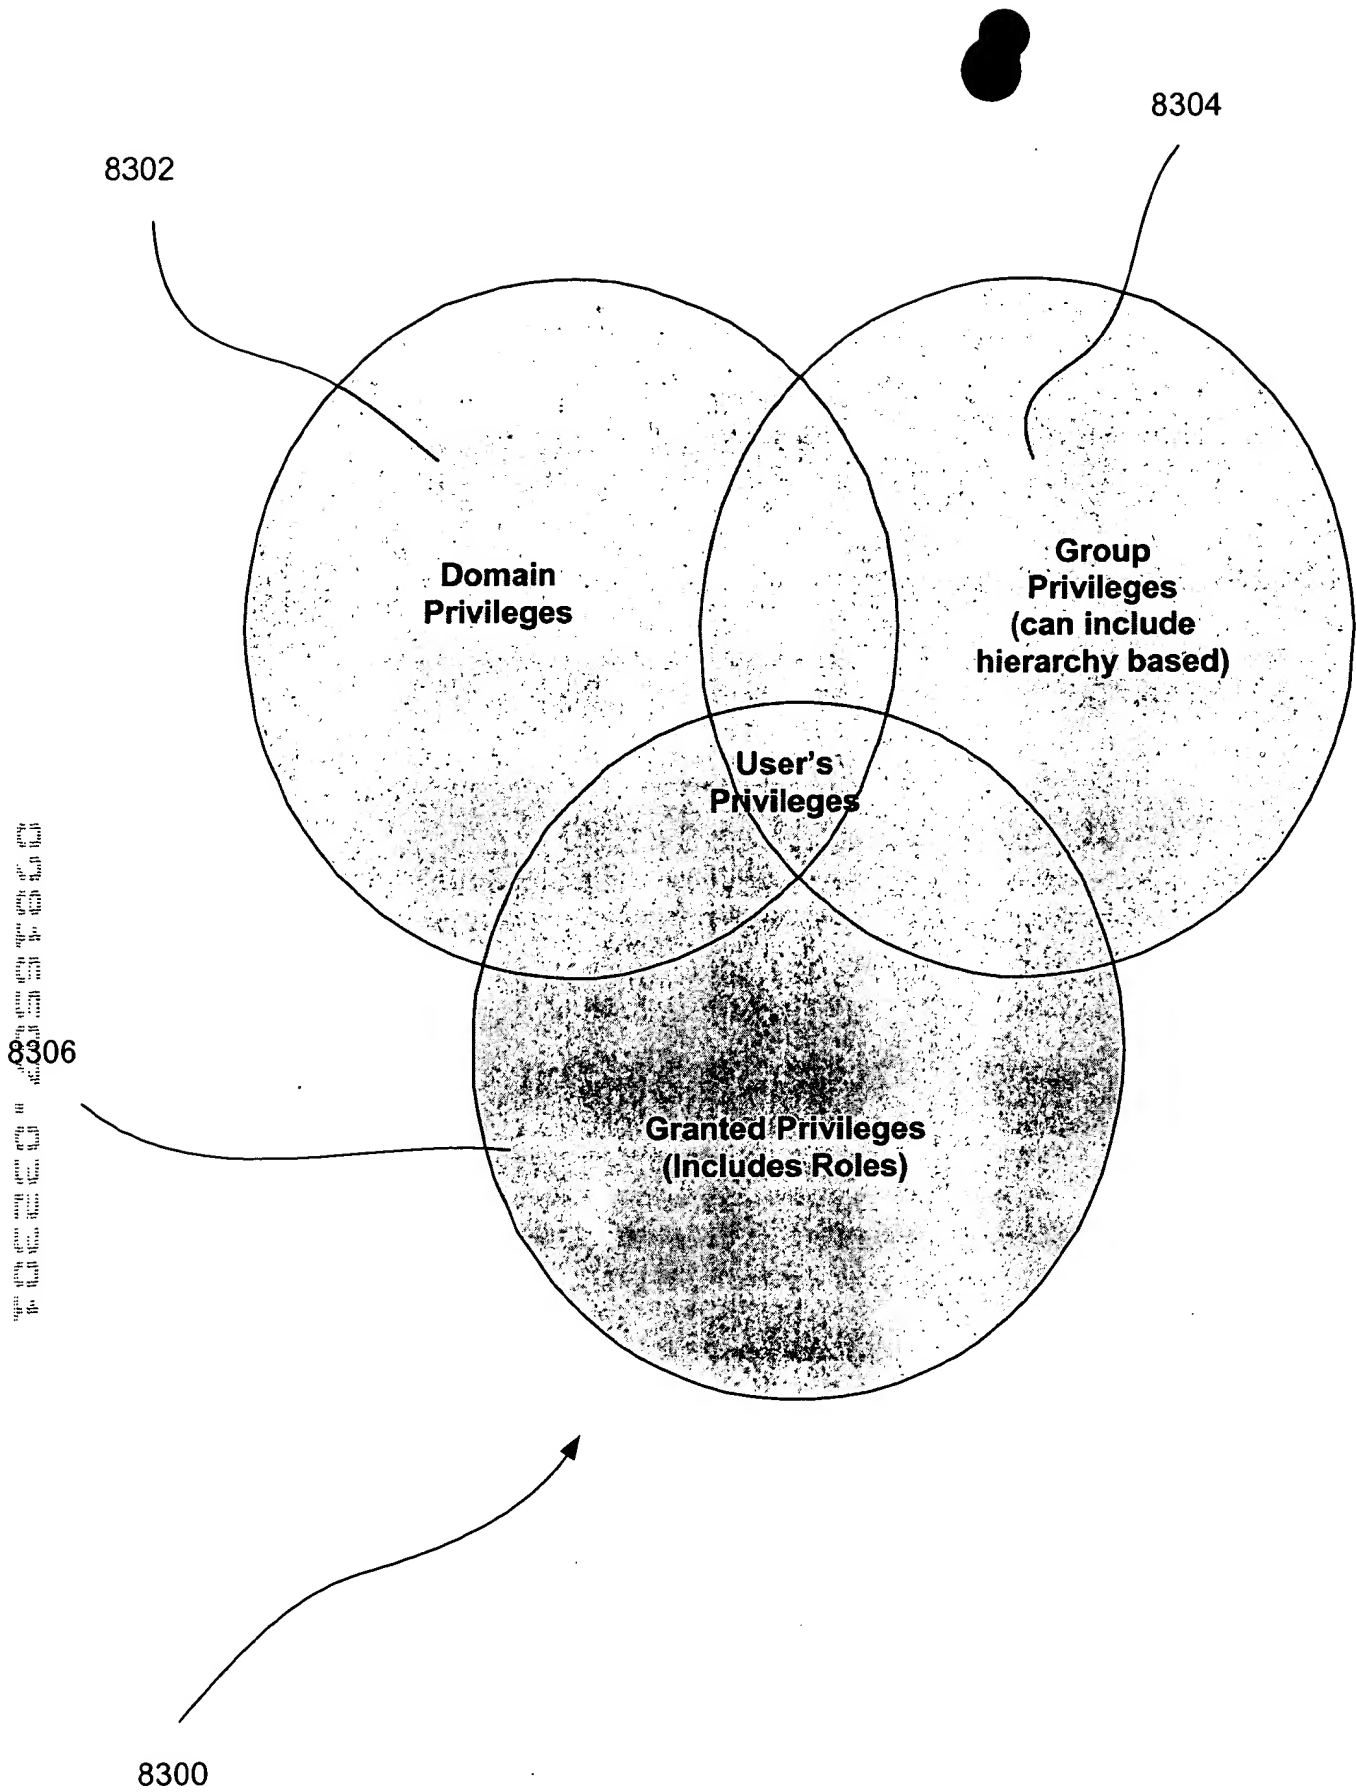 8304
8302
Domain
Privileges
Group
Privileges
(can include
hierarchy based)
User's
Privileges
8306
Granted Privileges
(Includes Roles)
8300